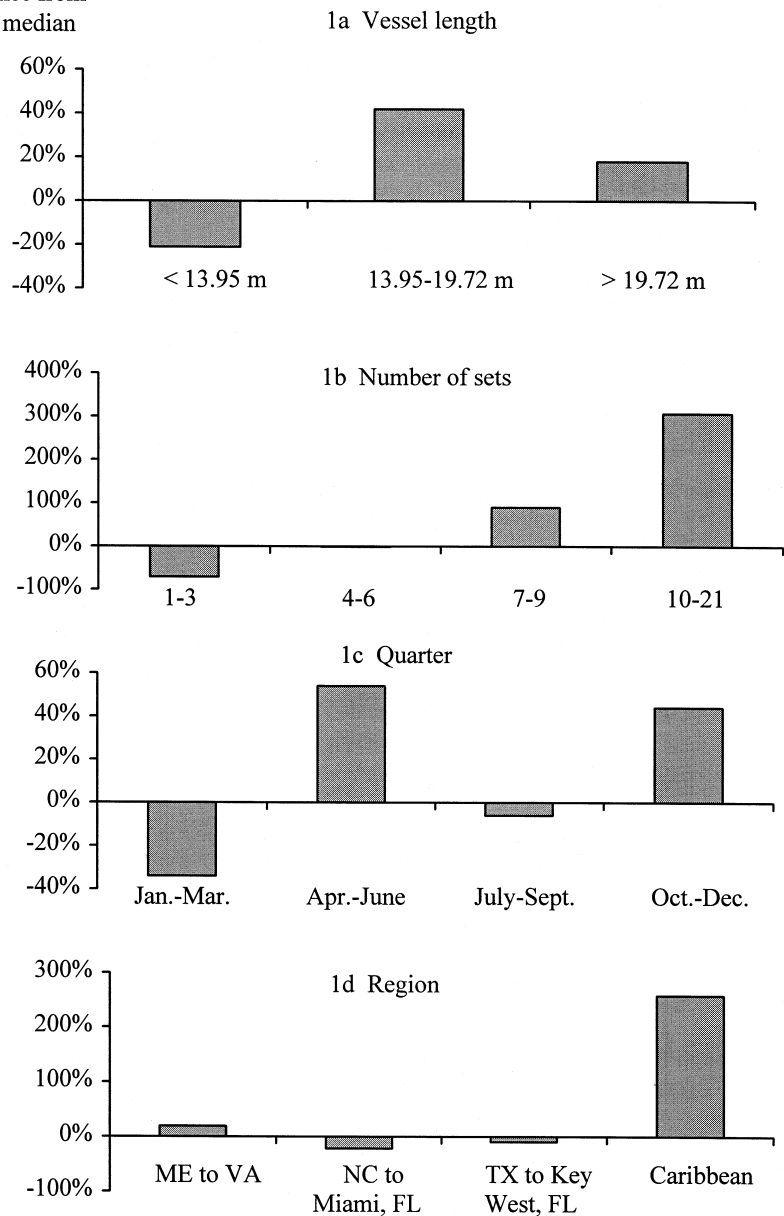 median
1a Vessel length
60%
40%
20%
0%
-20%
-40%
< 13.95 m 13.95-19.72 m > 19.72 m
1b Number of sets
400%
300%
200%
100%
0%
-100%
1-3 4-6 7-9 10-21
1c Quarter
60%
40%
20%
0%
-20%
-40%
Jan.-Mar. Apr.-June July-Sept. Oct.-Dec.
1d Region
300%
200%
100%
0%
-100%
ME to VA NC to TX to Key Caribbean
Miami, FL West, FL